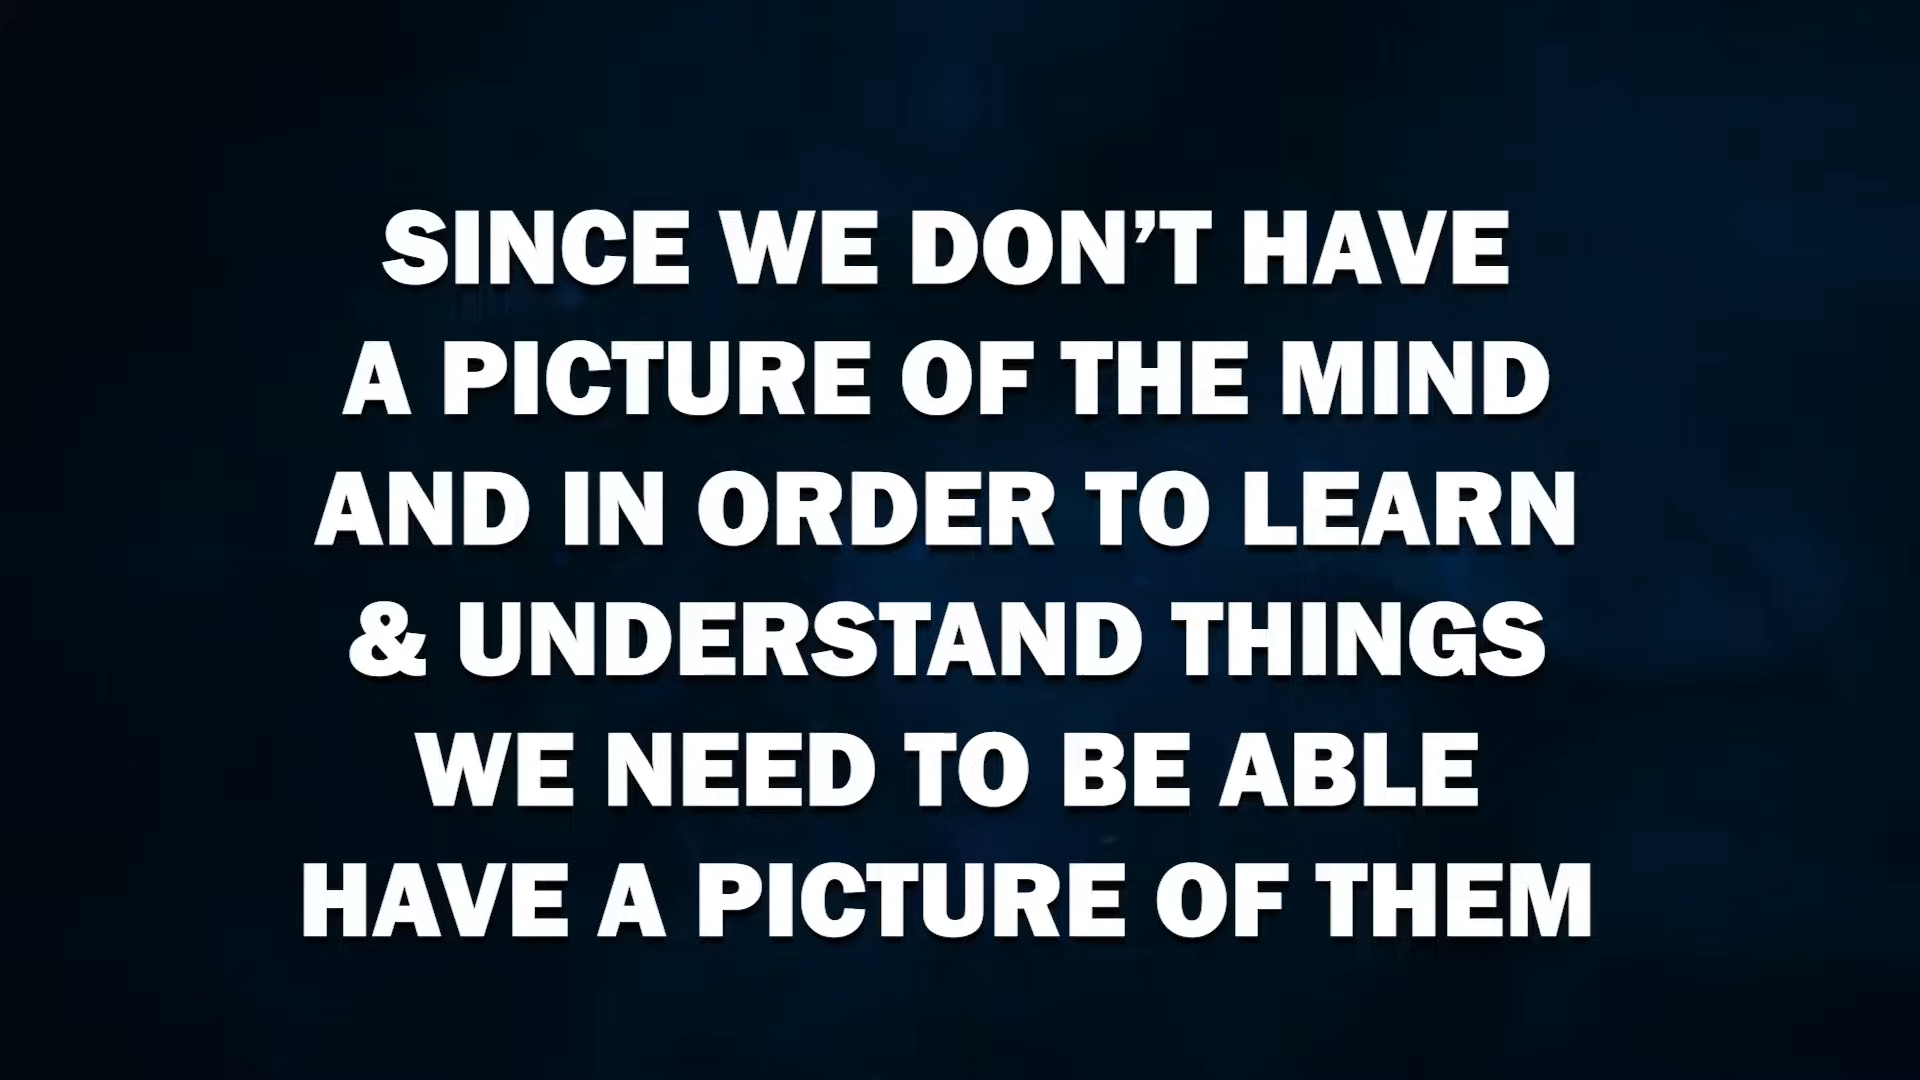 SINCE WE DON’T HAVE
A PICTURE OF THE MIND
AND IN ORDER TO LEARN
& UNDERSTAND THINGS
WE NEED TO BE ABLE
HAVE A PICTURE OF THEM